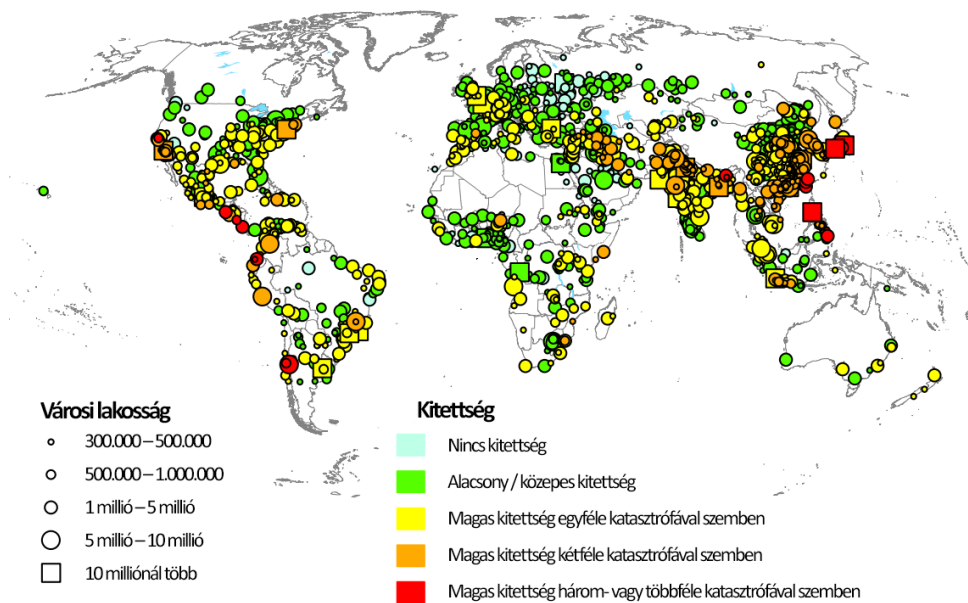 Városi lakosság
300.000 – 500.000
500.000 – 1.000.000
1 millió – 5 millió
5 millió – 10 millió
10 milliónál több
Kitettség
Nincs kitettség
Alacsony / közepes kitettség
Magas kitettség egyféle katasztrófával szemben
Magas kitettség kétféle katasztrófával szemben
Magas kitettség három- vagy többféle katasztrófával szemben